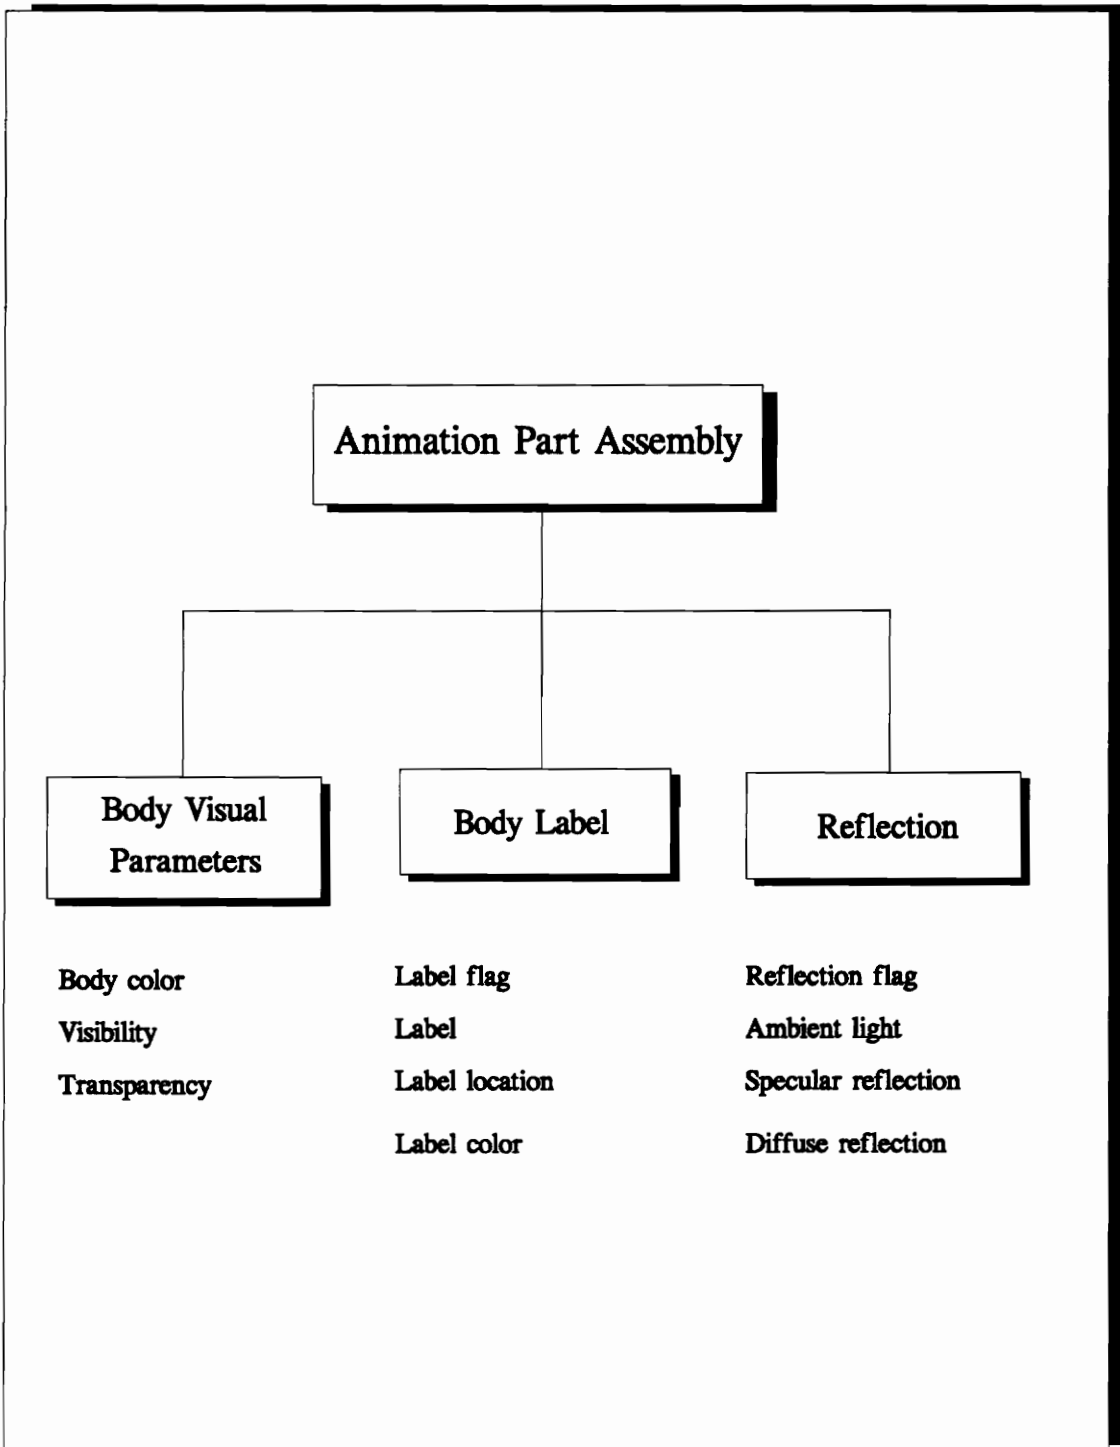 Animation Part Assembly
Body Visual
Parameters
Body Label
Reflection
Body color
Visibility
Transparency
Label flag
Label
Label location
Label color
Reflection flag
Ambient light
Specular reflection
Diffuse reflection